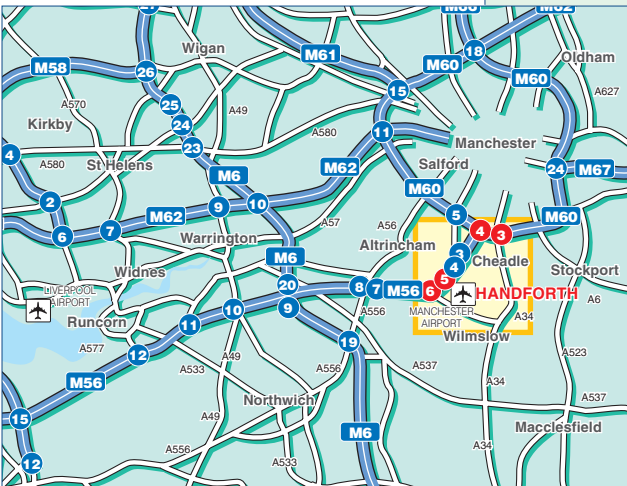 27
M66
M62
Wigan
M61
18
Oldham
M58
26
M60
M60
15
A627
A570
25
A49
Kirkby
24
A580
11
Manchester
4
A580
23
St Helens
M62
Salford
24
M67
M6
M60
2
9
10
5
M62
M60
6
7
A57
A56
4
3
Warrington
Altrincham
3
Cheadle
M6
4
Stockport
Widnes
5
20
8
7
M56
6
HANDFORTH
LIVERPOOL
AIRPORT
9
A556
MANCHESTER
AIRPORT
A34
A6
Runcorn
11
10
Wilmslow
A577
12
19
A523
A49
A533
A556
A537
M56
A34
A537
Northwich
15
A49
Macclesfield
M6
A34
A556
A533
12